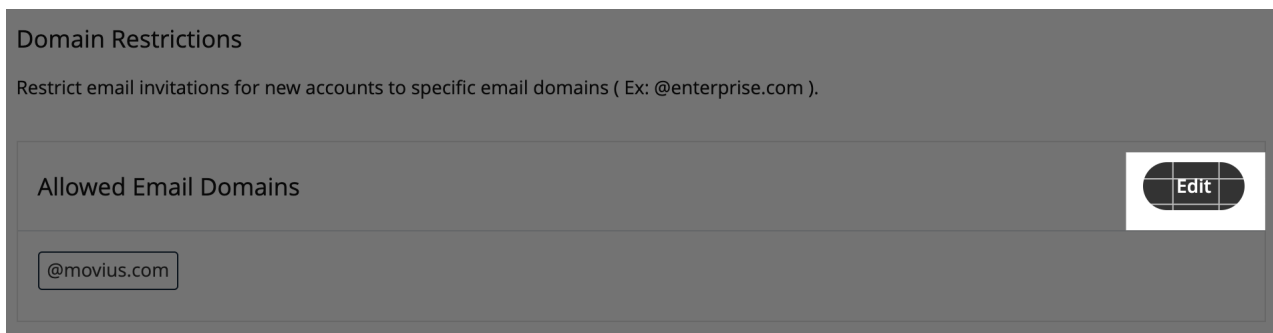 Domain Restrictions
Restrict email invitations for new accounts to specific email domains ( Ex: @enterprise.com ).
Allowed Email Domains
Edit
@movius.com